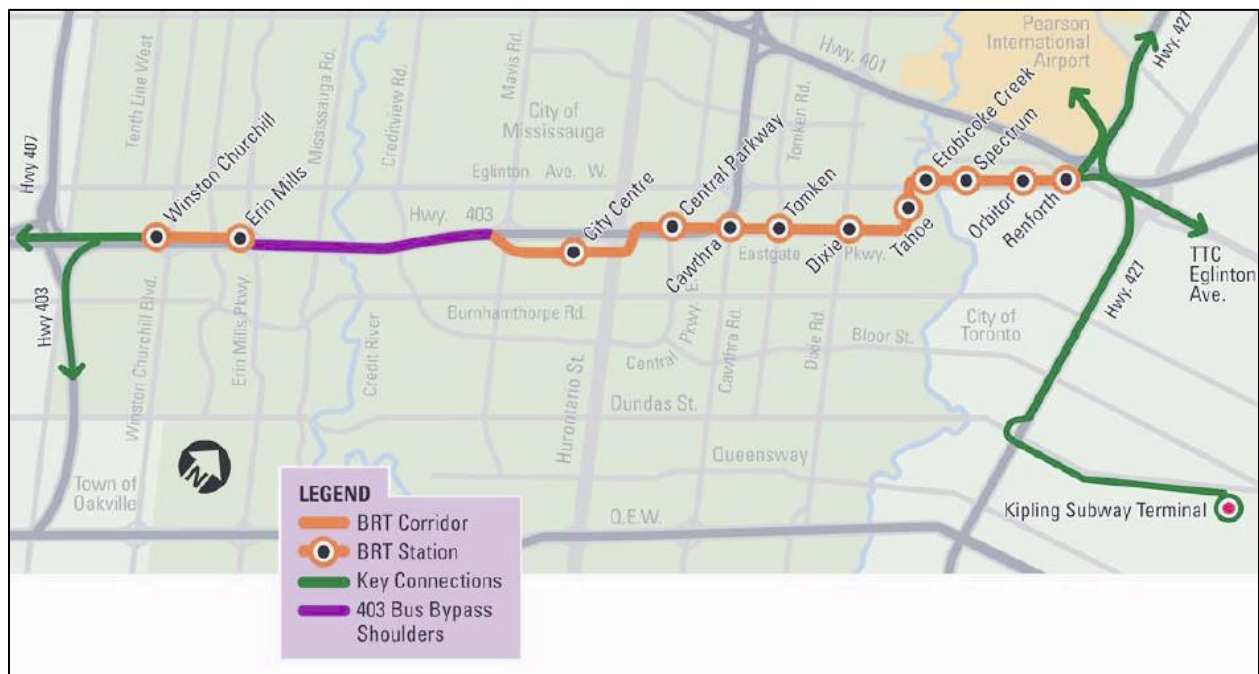 Pearson
International
Airport
Hwy. 427
Hwy. 401
Tenth Line West
Mississauga Rd.
Creditview Rd.
Mavis Rd.
City of
Mississauga
Tomken Rd.
Eglinton Ave. W.
Hwy 407
Winston Churchill
Erin Mills
Hwy. 403
City Centre
Central Parkway
Cawthra
Tomken
Dixie
Tahoe
Etobicoke Creek
Spectrum
Orbitor
Renforth
Eastgate Pkwy.
TTC
Eglinton
Ave.
Hwy 403
Winston Churchill Blvd.
Erin Mills Pkwy.
Credit River
Burnhamthorpe Rd.
Hurontario St.
Central Pkwy. E.
Cawthra Rd.
Dixie Rd.
Bloor St.
City of
Toronto
Hwy. 427
Dundas St.
Queensway
Town of
Oakville
N
Q.E.W.
Kipling Subway Terminal
LEGEND
BRT Corridor
BRT Station
Key Connections
403 Bus Bypass
Shoulders